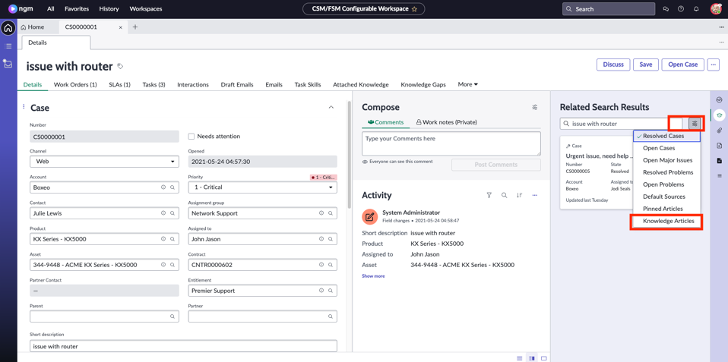 ngm
All
Favorites
History
Workspaces
CSM/FSM Configurable Workspace
Search
Home
CS0000001
Details
issue with router
Discuss
Save
Open Case
Details
Work Orders (1)
SLAs (1)
Tasks (3)
Interactions
Draft Emails
Emails
Task Skills
Attached Knowledge
Knowledge Gaps
More
Case
Number
CS0000001
Needs attention
Channel
Web
Opened
2021-05-24 04:57:30
Account
Boxeo
Priority
1 - Criti...
1 - Critical
Contact
Julie Lewis
Assignment group
Network Support
Product
KX Series - KX5000
Assigned to
John Jason
Asset
344-9448 - ACME KX Series - KX5000
Contract
CNTR0000602
Partner Contact
--
Entitlement
Premier Support
Parent
Partner
Short description
issue with router
Compose
Comments
Work notes (Private)
Type your Comments here
Everyone can see this comment
Post Comments
Activity
System Administrator
Field changes • 2021-05-24 04:58:47
Short description issue with router
Product KX Series - KX5000
Assigned to John Jason
Asset 344-9448 - ACME KX Series - KX5000
Show more
Related Search Results
issue with router
Case
Urgent issue, need help ...
Number
State
CS0000005
Resolved
Account
Boxeo
Jodi Seals
Updated last Tuesday
Resolved Cases
Open Cases
Open Major Issues
Resolved Problems
Open Problems
Default Sources
Pinned Articles
Knowledge Articles